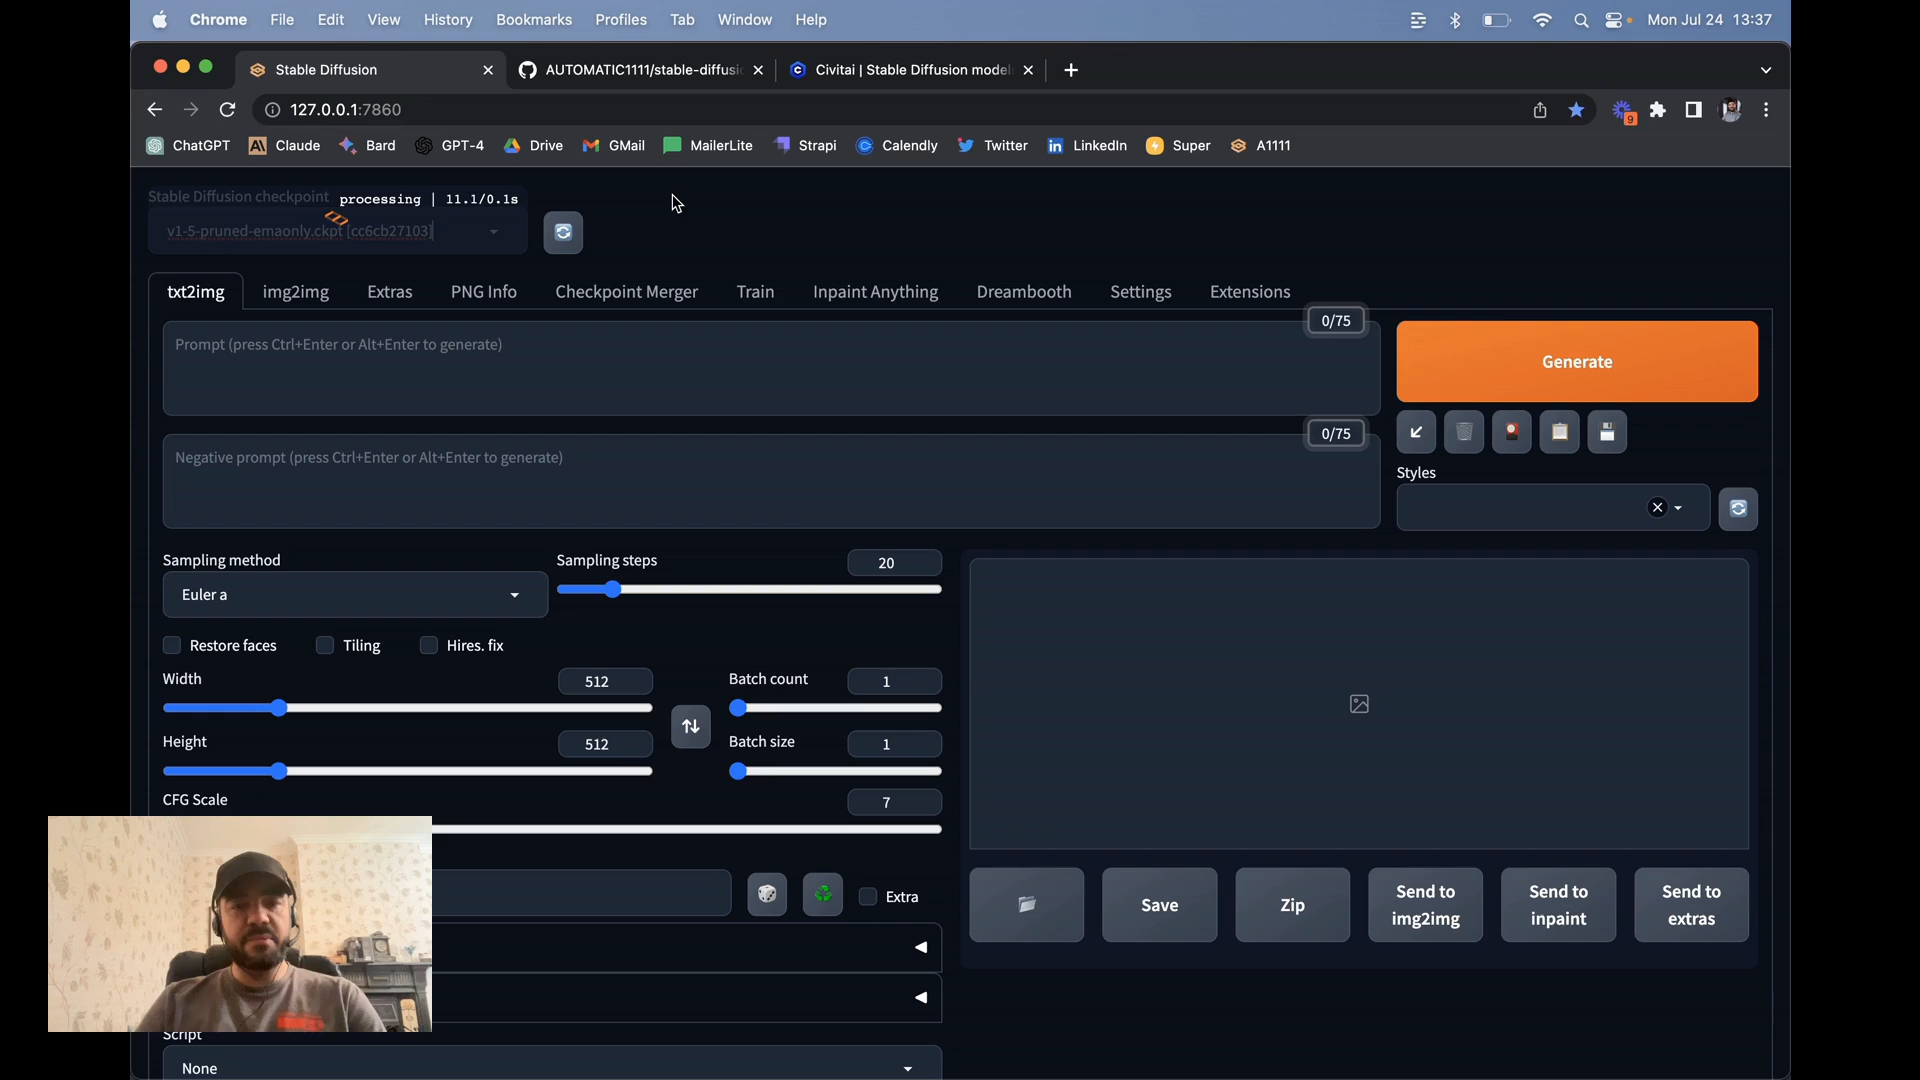 Chrome File Edit View History Bookmarks Profiles Tab Window Help Mon Jul 24 13:37
Stable Diffusion AUTOMATIC1111/stable-diffusi Civitai | Stable Diffusion model
127.0.0.1:7860 9
ChatGPT Claude Bard GPT-4 Drive GMail MailerLite Strapi Calendly Twitter LinkedIn Super A1111
Stable Diffusion checkpoint processing | 11.1/0.1s
v1-5-pruned-emaonly.ckpt [cc6cb27103]
txt2img img2img Extras PNG Info Checkpoint Merger Train Inpaint Anything Dreambooth Settings Extensions
0/75
Prompt (press Ctrl+Enter or Alt+Enter to generate)
Generate
0/75
Negative prompt (press Ctrl+Enter or Alt+Enter to generate)
Styles
Sampling method Sampling steps 20
Euler a
Restore faces Tiling Hires. fix
Width 512 Batch count 1
Height 512 Batch size 1
CFG Scale 7
Extra
Save Zip Send to img2img Send to inpaint Send to extras
Script
None